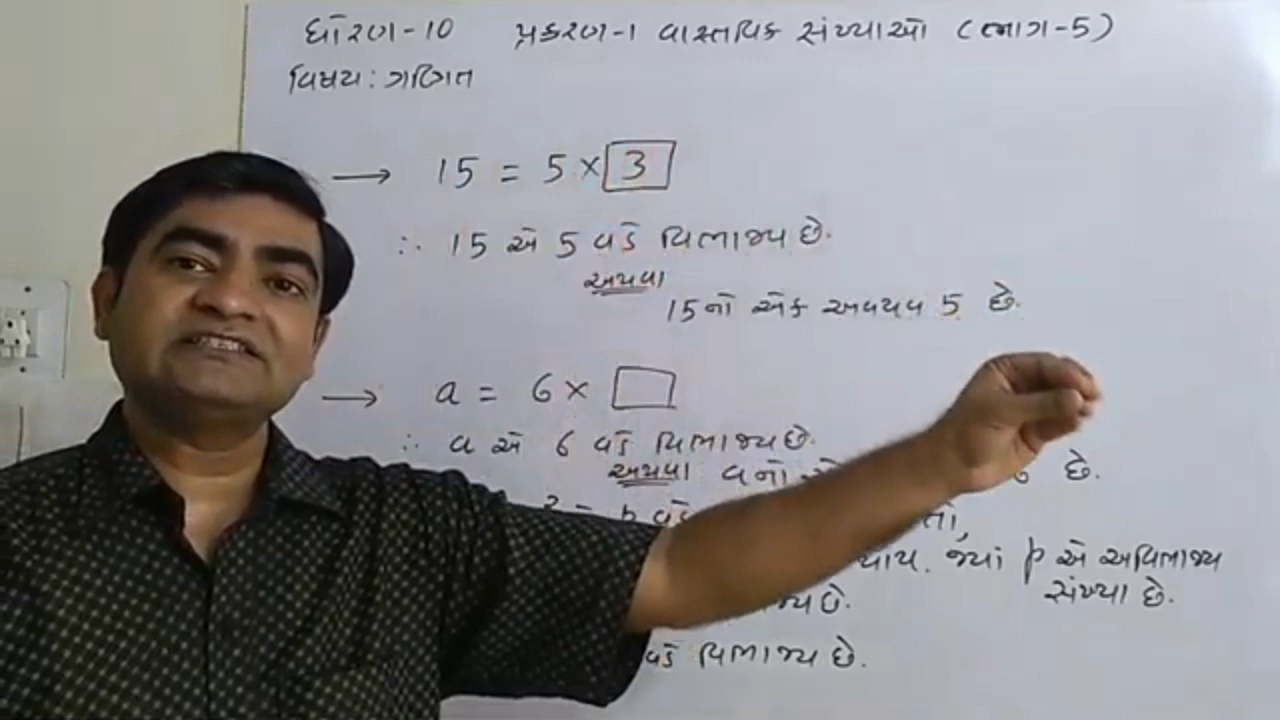 ધોરણ-10 પ્રકરણ-1 વાસ્તવિક સંખ્યાઓ (ભાગ-5)
વિષય: ગણિત
→ 15 = 5 × 3
∴ 15 એ 5 વડે વિભાજ્ય છે.
અથવા
15નો એક અવયવ 5 છે.
→ a = 6 ×
∴ a એ 6 વડે વિભાજ્ય છે.
અથવા aનો છે.
જ્યાં p એ અવિભાજ્ય
સંખ્યા છે.
વડે વિભાજ્ય છે.